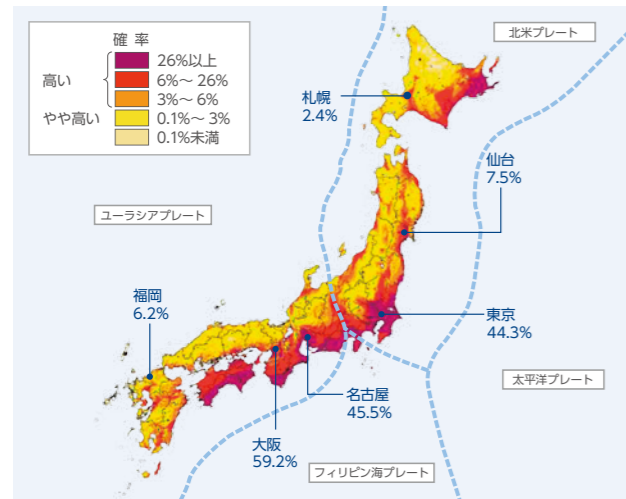 確 率
高い
26%以上
6%～ 26%
3%～ 6%
やや高い
0.1%～ 3%
0.1%未満
北米プレート
札幌
2.4%
仙台
7.5%
ユーラシアプレート
福岡
6.2%
東京
44.3%
太平洋プレート
名古屋
45.5%
大阪
59.2%
フィリピン海プレート